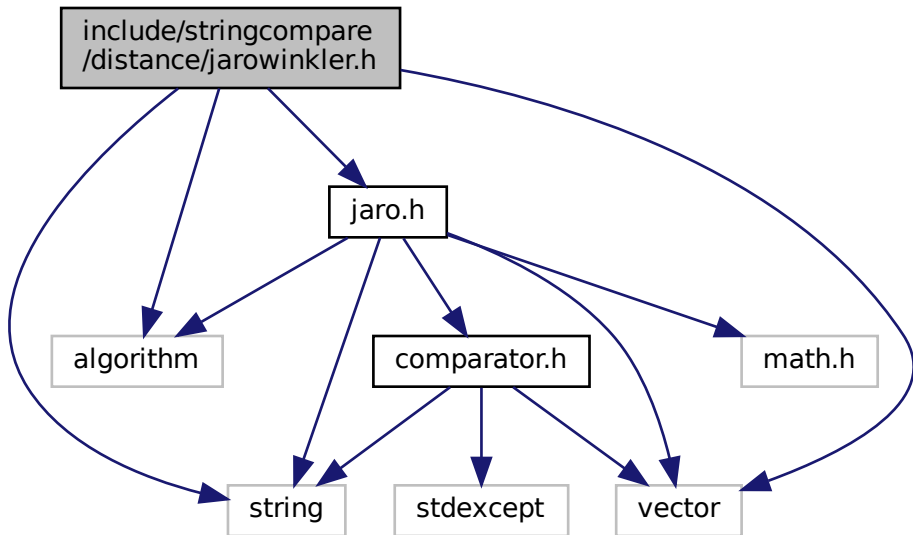 include/stringcompare
/distance/jarowinkler.h
jaro.h
algorithm
comparator.h
math.h
string
stdexcept
vector